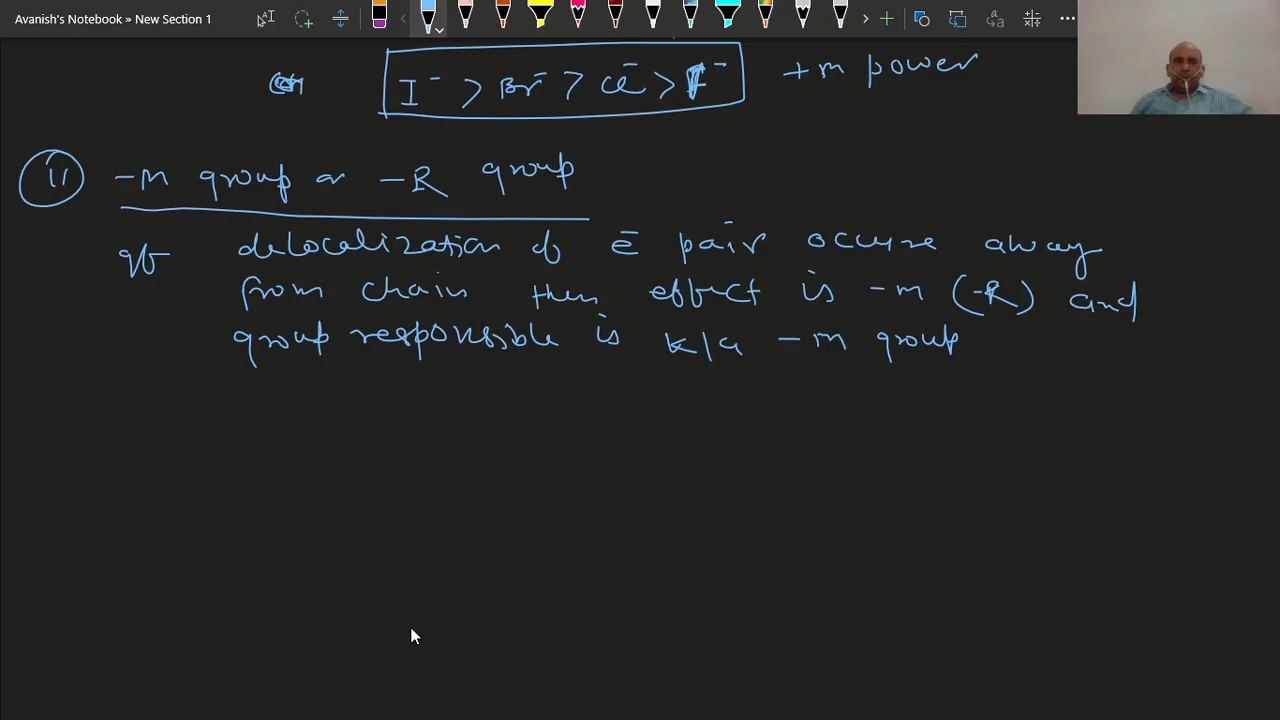 Avanish's Notebook » New Section 1
I⁻ > Br⁻ > Cl⁻ > F⁻ +m power
ii -M group or -R group
If delocalization of ē pair occurs away
from chain then effect is -m (-R) and
group responsible is k/a -m group